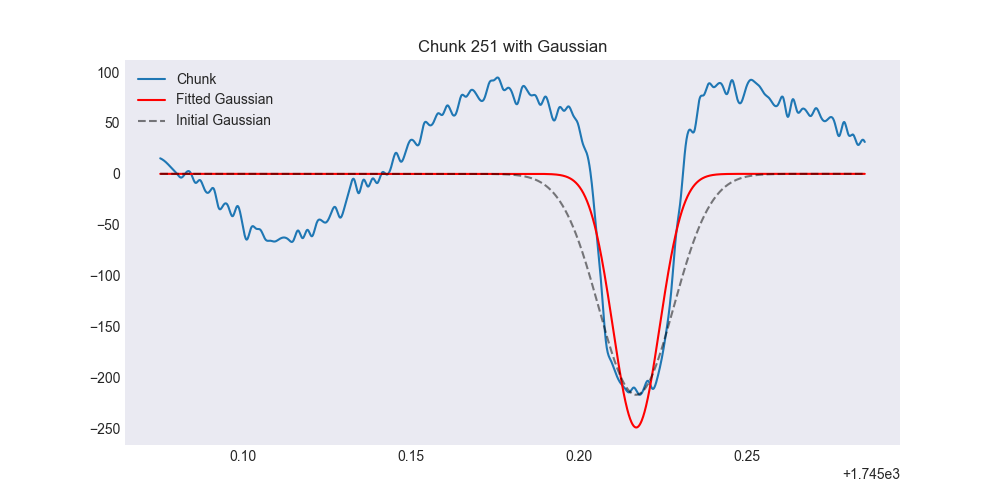 Chunk 251 with Gaussian
Chunk
Fitted Gaussian
Initial Gaussian
100
50
0
−50
−100
−150
−200
−250
0.10 0.15 0.20 0.25
+1.745e3